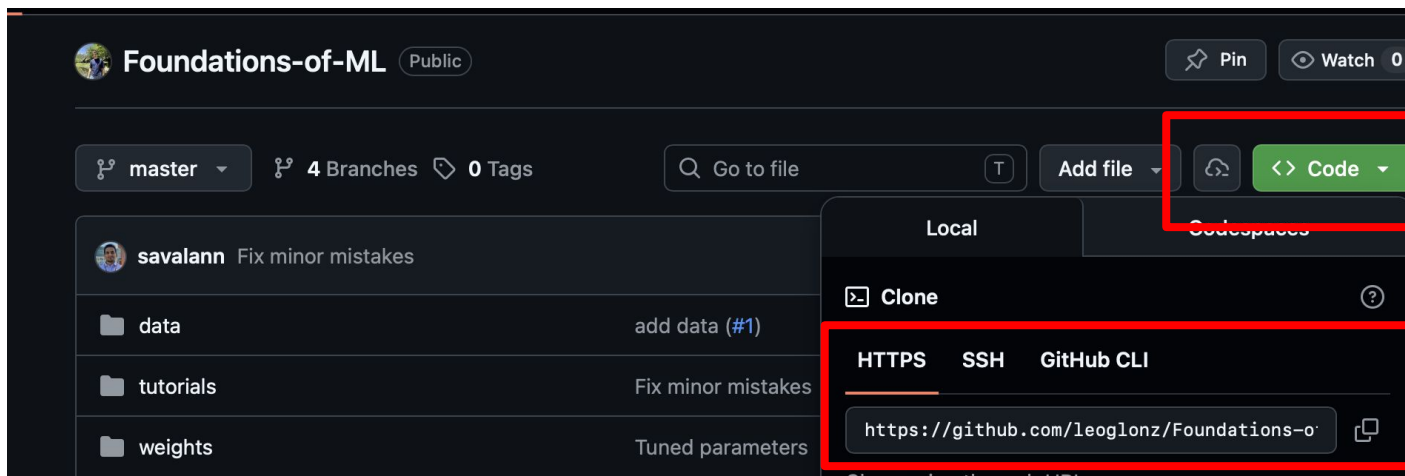 Foundations-of-ML Public Pin Watch 0
master 4 Branches 0 Tags Go to file T Add file <> Code
Local Codespaces
savalann Fix minor mistakes
Clone
data add data (#1)
HTTPS SSH GitHub CLI
tutorials Fix minor mistakes
https://github.com/leoglonz/Foundations-o
weights Tuned parameters